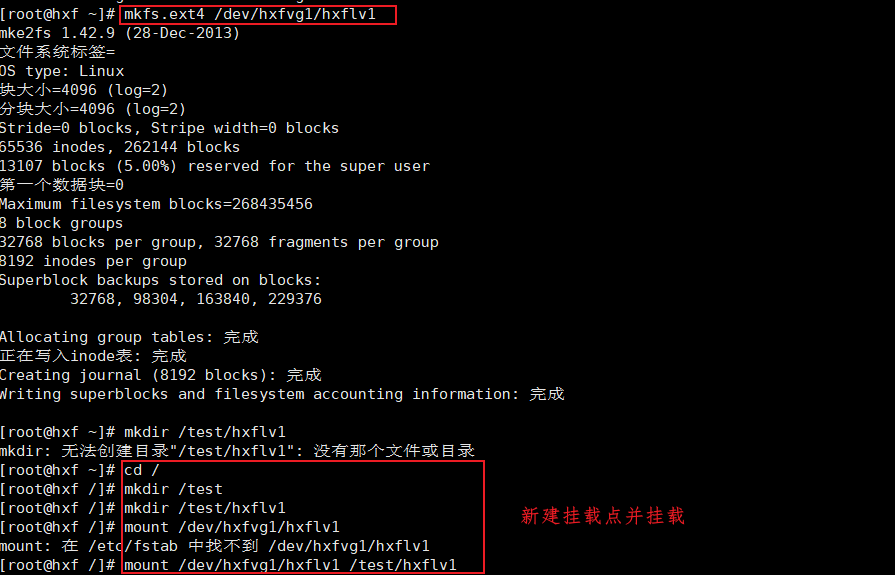 [root@hxf ~]# mkfs.ext4 /dev/hxfvg1/hxflv1
mke2fs 1.42.9 (28-Dec-2013)
文件系统标签=
OS type: Linux
块大小=4096 (log=2)
分块大小=4096 (log=2)
Stride=0 blocks, Stripe width=0 blocks
65536 inodes, 262144 blocks
13107 blocks (5.00%) reserved for the super user
第一个数据块=0
Maximum filesystem blocks=268435456
8 block groups
32768 blocks per group, 32768 fragments per group
8192 inodes per group
Superblock backups stored on blocks:
        32768, 98304, 163840, 229376

Allocating group tables: 完成
正在写入inode表: 完成
Creating journal (8192 blocks): 完成
Writing superblocks and filesystem accounting information: 完成

[root@hxf ~]# mkdir /test/hxflv1
mkdir: 无法创建目录"/test/hxflv1": 没有那个文件或目录
[root@hxf ~]# cd /
[root@hxf /]# mkdir /test
[root@hxf /]# mkdir /test/hxflv1
[root@hxf /]# mount /dev/hxfvg1/hxflv1
mount: 在 /etc/fstab 中找不到 /dev/hxfvg1/hxflv1
[root@hxf /]# mount /dev/hxfvg1/hxflv1 /test/hxflv1
新建挂载点并挂载